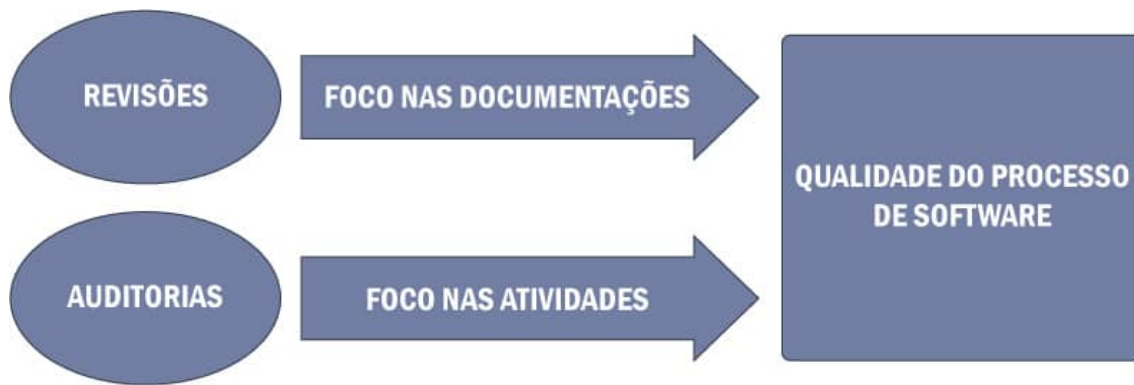 REVISÕES
FOCO NAS DOCUMENTAÇÕES
QUALIDADE DO PROCESSO
DE SOFTWARE
AUDITORIAS
FOCO NAS ATIVIDADES